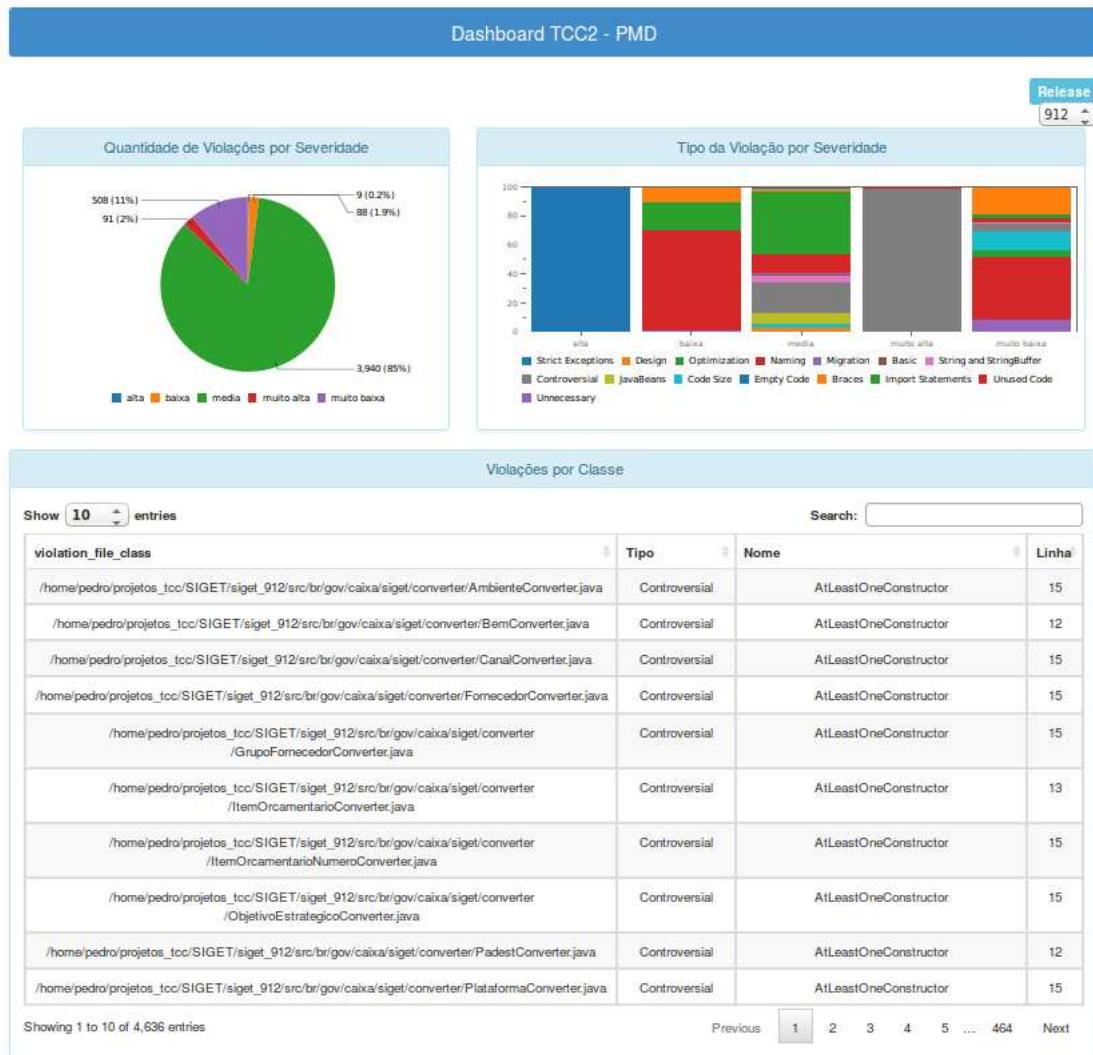 Dashboard TCC2 - PMD
Release
912
Quantidade de Violações por Severidade
508 (11%)
91 (2%)
9 (0.2%)
88 (1.9%)
3,940 (85%)
alta baixa media muito alta muito baixa
Tipo da Violação por Severidade
100
80
60
40
20
0
alta baixa media muito alta muito baixa
Strict Exceptions Design Optimization Naming Migration Basic String and StringBuffer
Controversial JavaBeans Code Size Empty Code Braces Import Statements Unused Code
Unnecessary
Violações por Classe
Show 10 entries Search:
violation_file_class Tipo Nome Linha
/home/pedro/projetos_tcc/SIGET/siget_912/src/br/gov/caixa/siget/converter/AmbienteConverter.java Controversial AtLeastOneConstructor 15
/home/pedro/projetos_tcc/SIGET/siget_912/src/br/gov/caixa/siget/converter/BemConverter.java Controversial AtLeastOneConstructor 12
/home/pedro/projetos_tcc/SIGET/siget_912/src/br/gov/caixa/siget/converter/CanalConverter.java Controversial AtLeastOneConstructor 15
/home/pedro/projetos_tcc/SIGET/siget_912/src/br/gov/caixa/siget/converter/FornecedorConverter.java Controversial AtLeastOneConstructor 15
/home/pedro/projetos_tcc/SIGET/siget_912/src/br/gov/caixa/siget/converter
/GrupoFornecedorConverter.java Controversial AtLeastOneConstructor 15
/home/pedro/projetos_tcc/SIGET/siget_912/src/br/gov/caixa/siget/converter
/ItemOrcamentarioConverter.java Controversial AtLeastOneConstructor 13
/home/pedro/projetos_tcc/SIGET/siget_912/src/br/gov/caixa/siget/converter
/ItemOrcamentarioNumeroConverter.java Controversial AtLeastOneConstructor 15
/home/pedro/projetos_tcc/SIGET/siget_912/src/br/gov/caixa/siget/converter
/ObjetivoEstrategicoConverter.java Controversial AtLeastOneConstructor 15
/home/pedro/projetos_tcc/SIGET/siget_912/src/br/gov/caixa/siget/converter/PadestConverter.java Controversial AtLeastOneConstructor 12
/home/pedro/projetos_tcc/SIGET/siget_912/src/br/gov/caixa/siget/converter/PlataformaConverter.java Controversial AtLeastOneConstructor 15
Showing 1 to 10 of 4,636 entries Previous 1 2 3 4 5 ... 464 Next